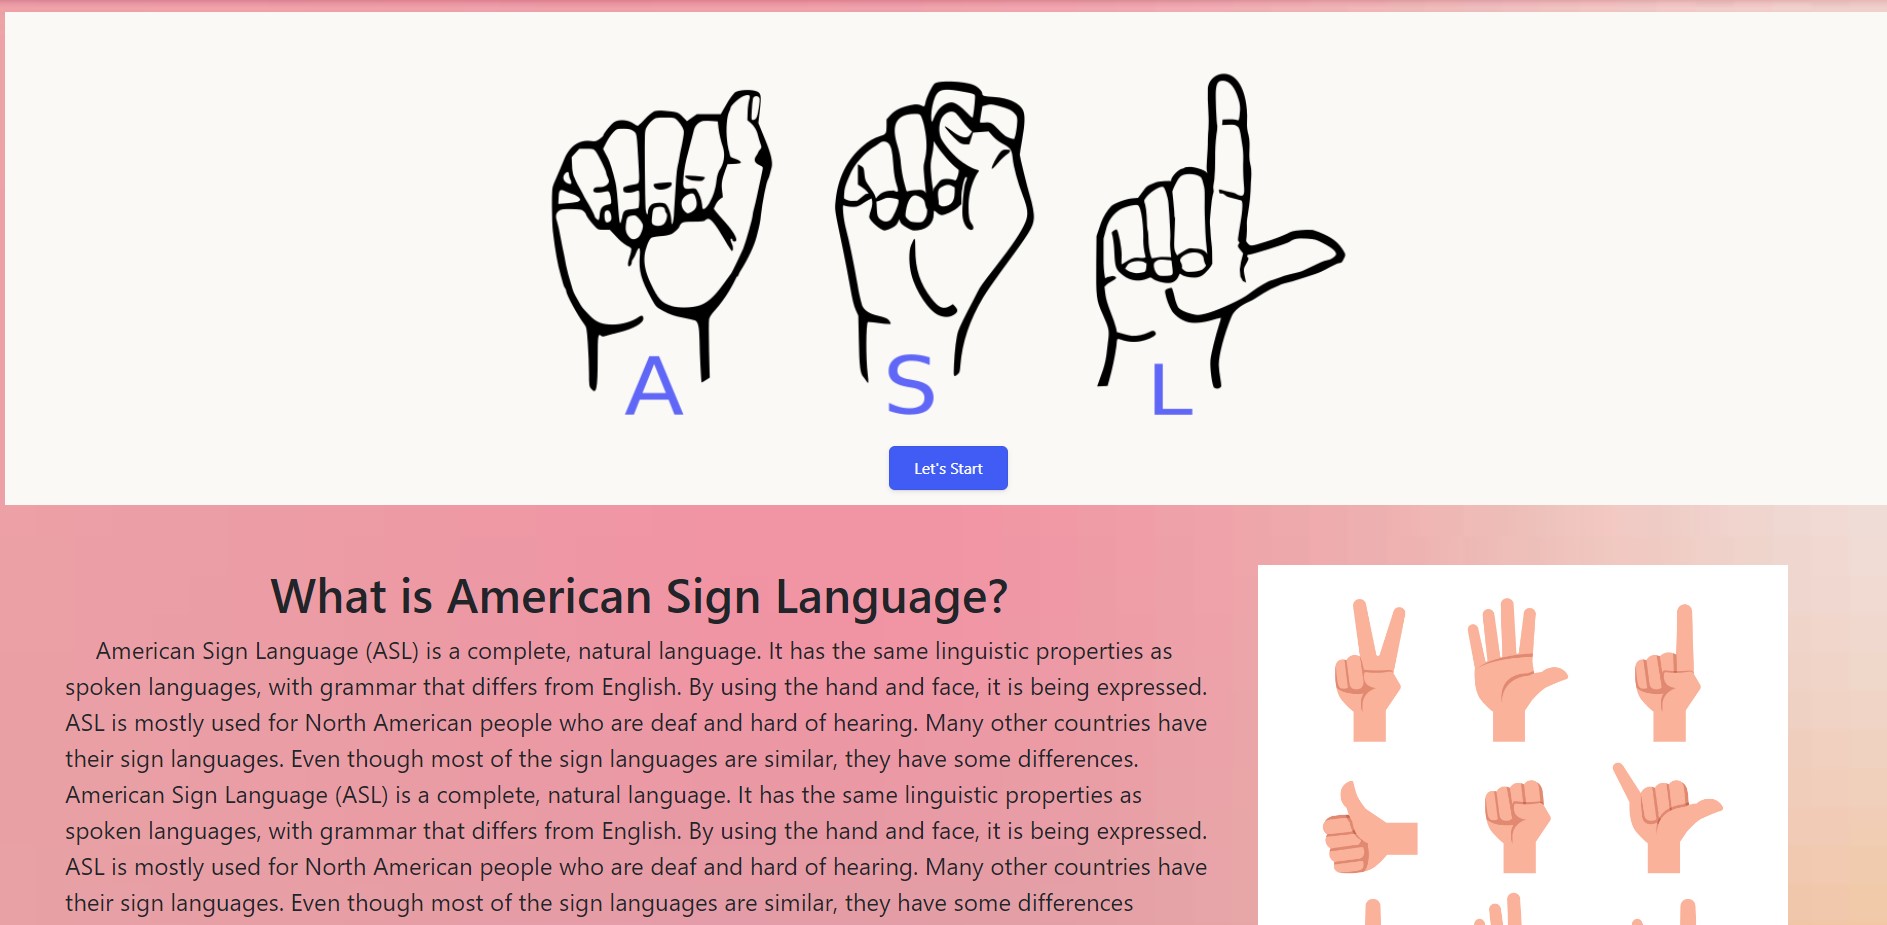 A S L
Let's Start
What is American Sign Language?
American Sign Language (ASL) is a complete, natural language. It has the same linguistic properties as
spoken languages, with grammar that differs from English. By using the hand and face, it is being expressed.
ASL is mostly used for North American people who are deaf and hard of hearing. Many other countries have
their sign languages. Even though most of the sign languages are similar, they have some differences.
American Sign Language (ASL) is a complete, natural language. It has the same linguistic properties as
spoken languages, with grammar that differs from English. By using the hand and face, it is being expressed.
ASL is mostly used for North American people who are deaf and hard of hearing. Many other countries have
their sign languages. Even though most of the sign languages are similar, they have some differences